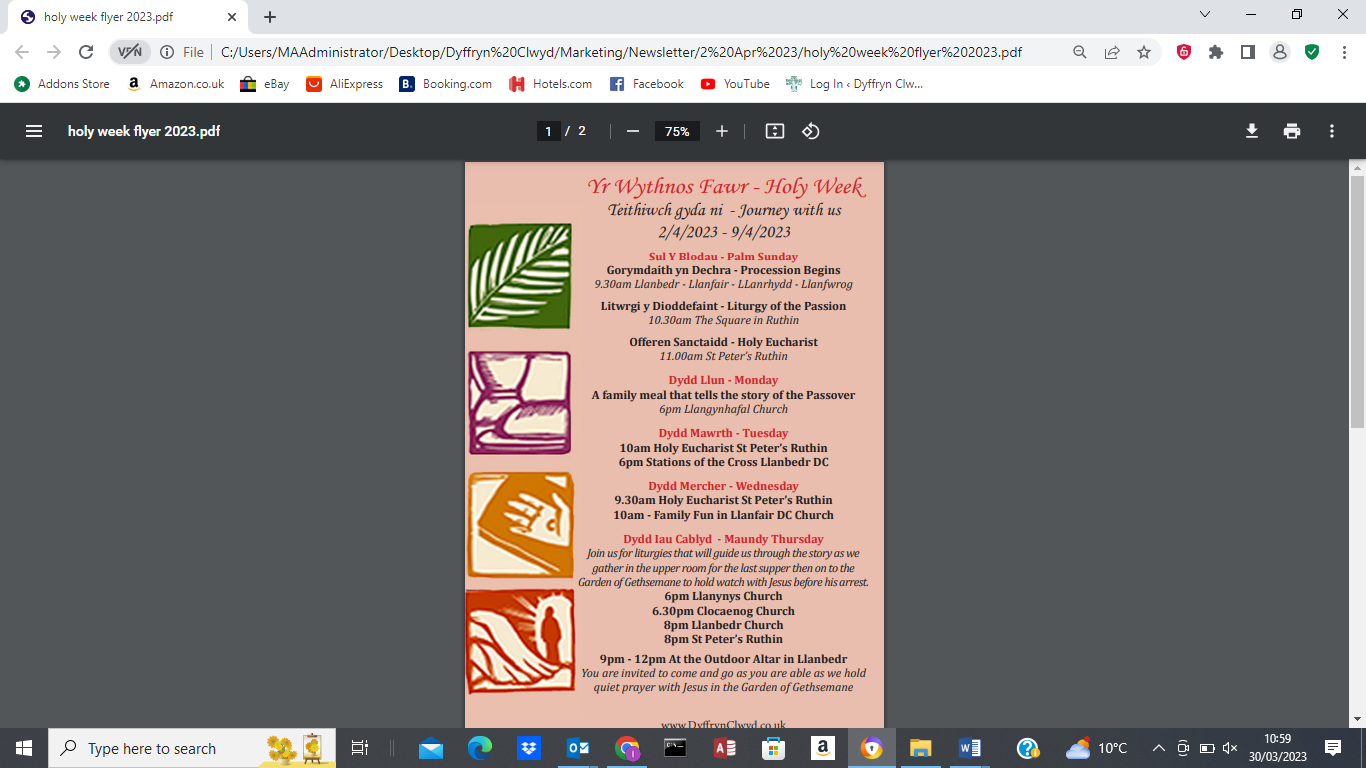 holy week flyer 2023.pdf
VPN
File
C:/Users/MAAdministrator/Desktop/Dyffryn%20Clwyd/Marketing/Newsletter/2%20Apr%2023/holy%20week%20flyer%202023.pdf
6
Addons Store
Amazon.co.uk
eBay
AliExpress
Booking.com
Hotels.com
Facebook
YouTube
Log In ‹ Dyffryn Clw...
holy week flyer 2023.pdf
1 / 2
75%
Yr Wythnos Fawr - Holy Week
Teithiwch gyda ni - Journey with us
2/4/2023 - 9/4/2023
Sul Y Blodau - Palm Sunday
Gorymdaith yn Dechra - Procession Begins
9.30am Llanbedr - Llanfair - LLanrhydd - Llanfwrog
Litwrgi y Dioddefaint - Liturgy of the Passion
10.30am The Square in Ruthin
Offeren Sanctaidd - Holy Eucharist
11.00am St Peter's Ruthin
Dydd Llun - Monday
A family meal that tells the story of the Passover
6pm Llangynhafal Church
Dydd Mawrth - Tuesday
10am Holy Eucharist St Peter's Ruthin
6pm Stations of the Cross Llanbedr DC
Dydd Mercher - Wednesday
9.30am Holy Eucharist St Peter's Ruthin
10am - Family Fun in Llanfair DC Church
Dydd Iau Cablyd - Maundy Thursday
Join us for liturgies that will guide us through the story as we
gather in the upper room for the last supper then on to the
Garden of Gethsemane to hold watch with Jesus before his arrest.
6pm Llanynys Church
6.30pm Clocaenog Church
8pm Llanbedr Church
8pm St Peter's Ruthin
9pm - 12pm At the Outdoor Altar in Llanbedr
You are invited to come and go as you are able as we hold
quiet prayer with Jesus in the Garden of Gethsemane
www.DyffrynClwyd.co.uk
Type here to search
10°C
10:59
30/03/2023